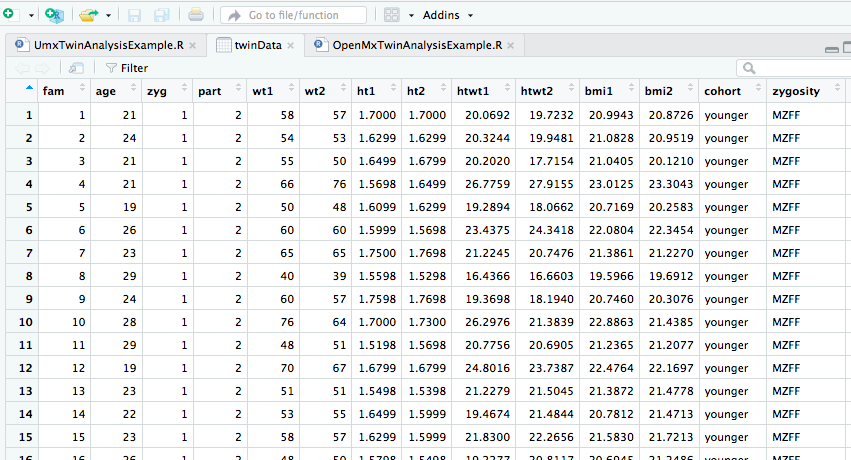 Go to file/function Addins
UmxTwinAnalysisExample.R twinData OpenMxTwinAnalysisExample.R
Filter
fam age zyg part wt1 wt2 ht1 ht2 htwt1 htwt2 bmi1 bmi2 cohort zygosity
1 1 21 1 2 58 57 1.7000 1.7000 20.0692 19.7232 20.9943 20.8726 younger MZFF
2 2 24 1 2 54 53 1.6299 1.6299 20.3244 19.9481 21.0828 20.9519 younger MZFF
3 3 21 1 2 55 50 1.6499 1.6799 20.2020 17.7154 21.0405 20.1210 younger MZFF
4 4 21 1 2 66 76 1.5698 1.6499 26.7759 27.9155 23.0125 23.3043 younger MZFF
5 5 19 1 2 50 48 1.6099 1.6299 19.2894 18.0662 20.7169 20.2583 younger MZFF
6 6 26 1 2 60 60 1.5999 1.5698 23.4375 24.3418 22.0804 22.3454 younger MZFF
7 7 23 1 2 65 65 1.7500 1.7698 21.2245 20.7476 21.3861 21.2270 younger MZFF
8 8 29 1 2 40 39 1.5598 1.5298 16.4366 16.6603 19.5966 19.6912 younger MZFF
9 9 24 1 2 60 57 1.7598 1.7698 19.3698 18.1940 20.7460 20.3076 younger MZFF
10 10 28 1 2 76 64 1.7000 1.7300 26.2976 21.3839 22.8863 21.4385 younger MZFF
11 11 29 1 2 48 51 1.5198 1.5698 20.7756 20.6905 21.2365 21.2077 younger MZFF
12 12 19 1 2 70 67 1.6799 1.6799 24.8016 23.7387 22.4764 22.1697 younger MZFF
13 13 23 1 2 51 51 1.5498 1.5398 21.2279 21.5045 21.3872 21.4778 younger MZFF
14 14 22 1 2 53 55 1.6499 1.5999 19.4674 21.4844 20.7812 21.4713 younger MZFF
15 15 23 1 2 58 57 1.6299 1.5999 21.8300 22.2656 21.5830 21.7213 younger MZFF